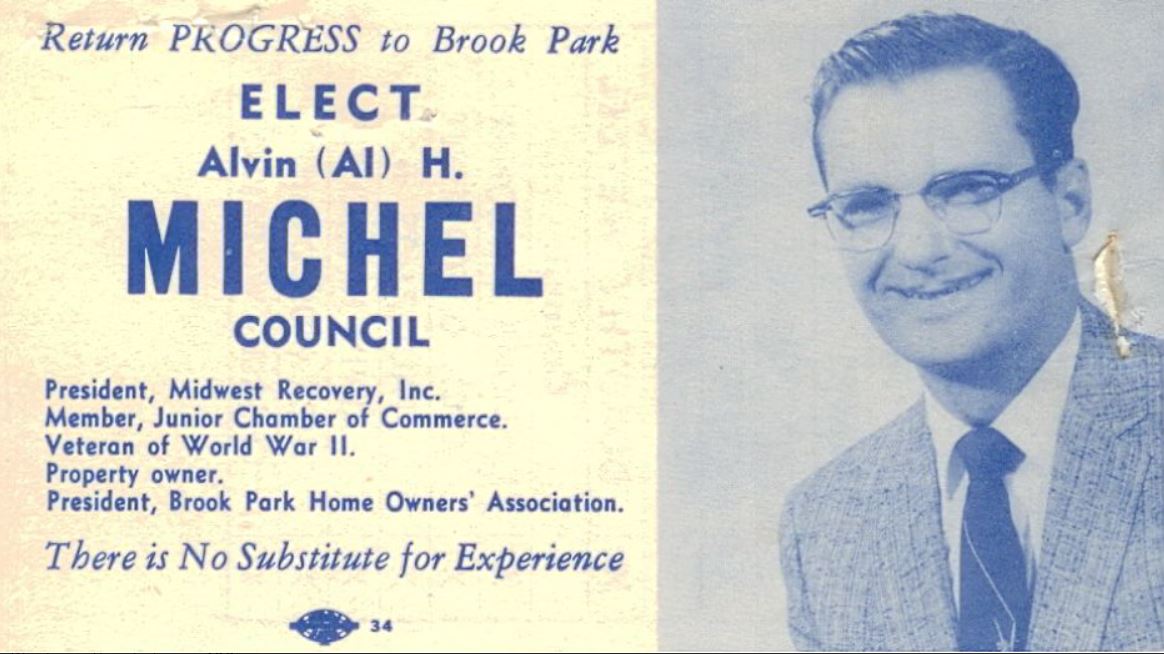 Return PROGRESS to Brook Park
ELECT
Alvin (Al) H.
MICHEL
COUNCIL
President, Midwest Recovery, Inc.
Member, Junior Chamber of Commerce.
Veteran of World War II.
Property owner.
President, Brook Park Home Owners' Association.
There is No Substitute for Experience
34